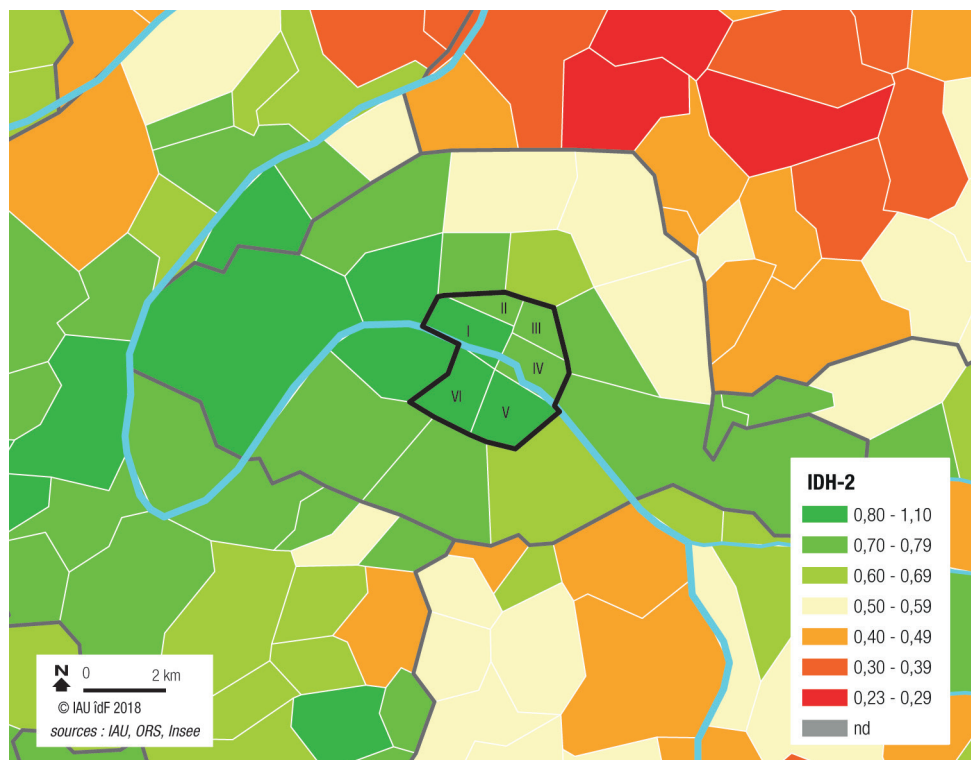 II
III
I
IV
VI
V
IDH-2
0,80 - 1,10
0,70 - 0,79
0,60 - 0,69
0,50 - 0,59
0,40 - 0,49
0,30 - 0,39
0,23 - 0,29
nd
N 0 2 km
© IAU îdF 2018
sources : IAU, ORS, Insee